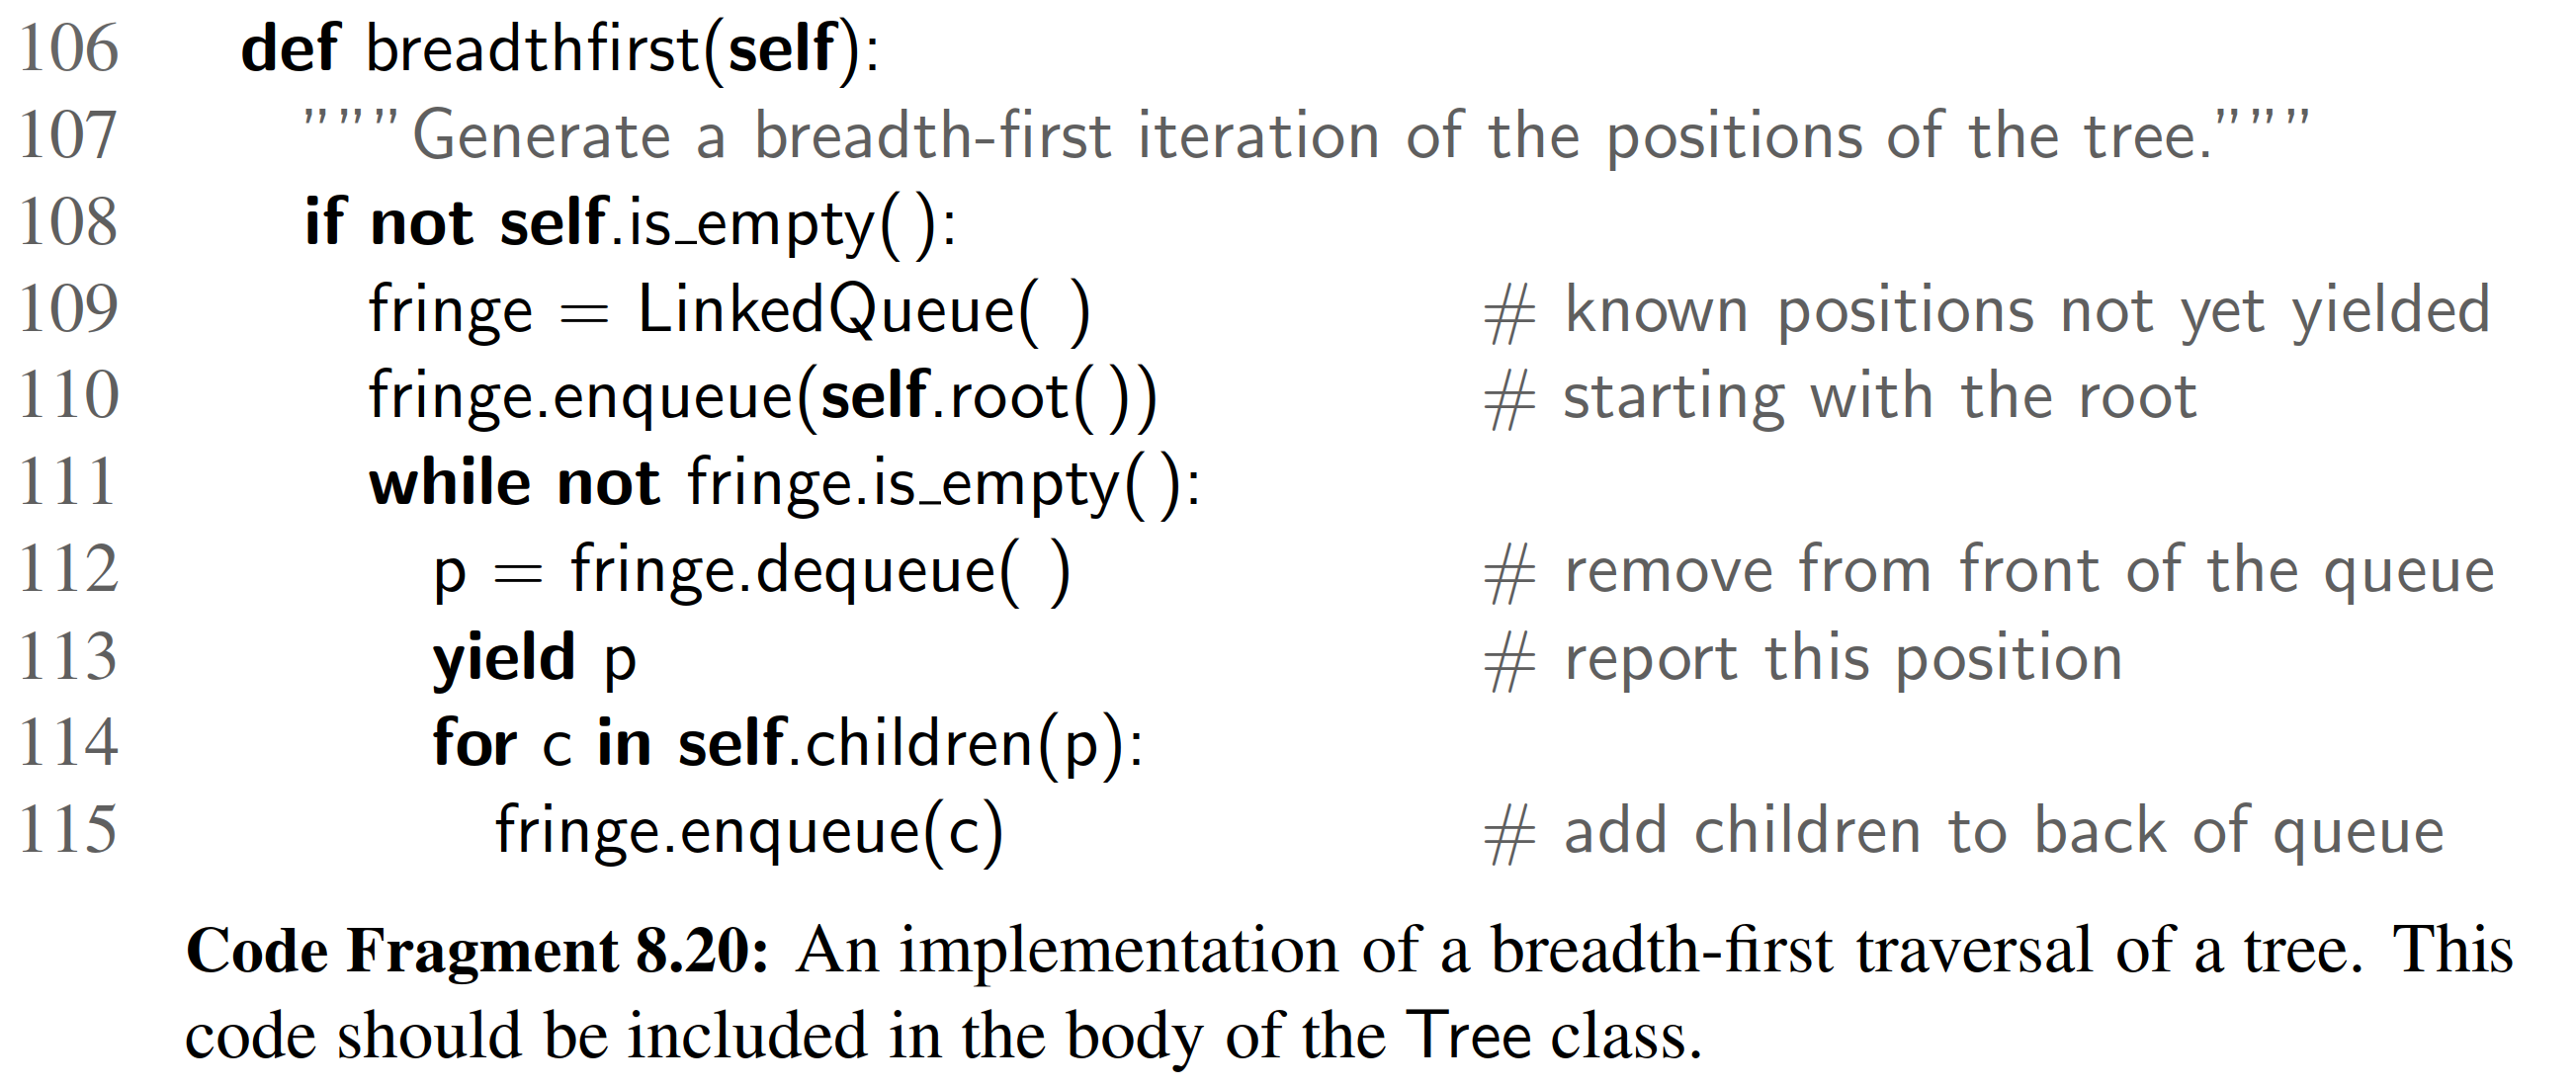 106 def breadthfirst(self):
107 """Generate a breadth-first iteration of the positions of the tree."""
108 if not self.is_empty():
109 fringe = LinkedQueue( ) # known positions not yet yielded
110 fringe.enqueue(self.root()) # starting with the root
111 while not fringe.is_empty():
112 p = fringe.dequeue( ) # remove from front of the queue
113 yield p # report this position
114 for c in self.children(p):
115 fringe.enqueue(c) # add children to back of queue
Code Fragment 8.20: An implementation of a breadth-first traversal of a tree. This
code should be included in the body of the Tree class.